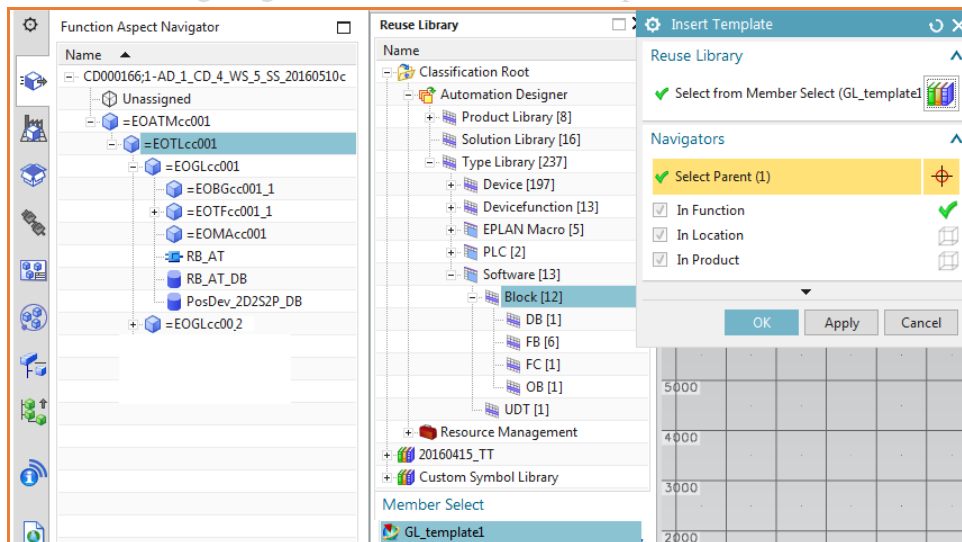 Function Aspect Navigator
Name
CD000166;1-AD_1_CD_4_WS_5_SS_20160510c
Unassigned
=EOATMcc001
=EOTLcc001
=EOGLcc001
=EOBGcc001_1
=EOTFcc001_1
=EOMAcc001
RB_AT
RB_AT_DB
PosDev_2D2S2P_DB
=EOGLcc00 2
Reuse Library
Name
Classification Root
Automation Designer
Product Library [8]
Solution Library [16]
Type Library [237]
Device [197]
Devicefunction [13]
EPLAN Macro [5]
PLC [2]
Software [13]
Block [12]
DB [1]
FB [6]
FC [1]
OB [1]
UDT [1]
Resource Management
20160415_TT
Custom Symbol Library
Member Select
GL_template1
Insert Template
Reuse Library
Select from Member Select (GL_template1
Navigators
Select Parent (1)
In Function
In Location
In Product
OK Apply Cancel
5000
4000
3000
2000